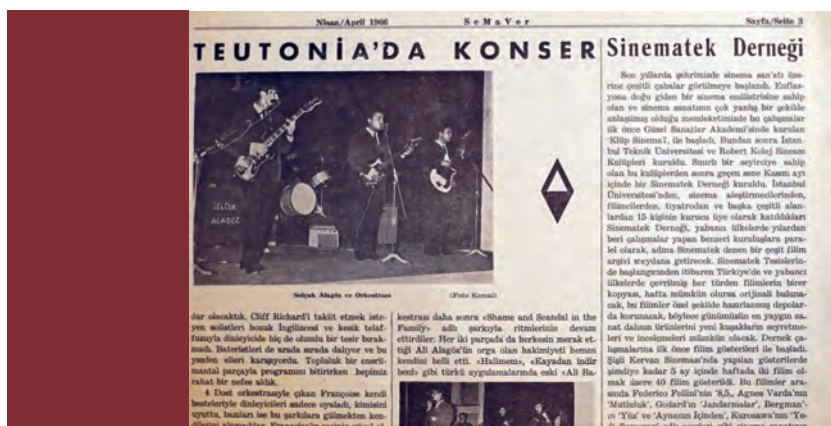 Nisan/April 1966
SeMaVer
Sayfa/Seite 3
TEUTONİA'DA KONSER
SELÇUK
ALAGÖZ
Selçuk Alagöz ve Orkestrası
(Foto Kemal)
dar olacaktık. Cliff Richard'i taklit etmek iste-
yen solistleri bozuk İngilizcesi ve kesik telaf-
fuzuyla dinleyicide hiç de olumlu bir tesir bırak-
madı. Bateristleri de arada sırada dalıyor ve bu
yandan elleri karışıyordu. Topluluk bir enstrü-
mantal parçayla programını bitirirken hepimiz
rahat bir nefes aldık.
4 Dost orkestrasıyle çıkan Françoise kendi
besteleriyle dinleyicileri sadece oyaladı, kimisini
uyuttu, bazıları ise bu şarkılara gülmekten ken-
kestrası daha sonra «Shame and Scandal in the
Family» adlı şarkıyla ritmlerinin devam
ettirdiler. Her iki parçada da herkesin merak et-
tiği Ali Alagöz'ün orga olan hakimiyeti hemen
kendini belli etti. «Halimem», «Kayadan indir
beni» gibi türkü uygulamalarında eski «Ali Ba-
Sinematek Derneği
Son yıllarda şehrimizde sinema san'atı üze-
rine çeşitli çabalar görülmeye başlandı. Enflas-
yona doğu giden bir sinema endüstrisine sahip
olan ve sinema sanatının çok yanlış bir şekilde
anlaşılmış olduğu memleketimizde bu çalışmalar
ilk önce Güzel Sanatlar Akademi'sinde kurulan
'Klüp Sinema7, ile başladı. Bundan sonra İstan-
bul Teknik Üniversitesi ve Robert Kolej Sinema
Kulüpleri kuruldu. Sınırlı bir seyirciye sahip
olan bu kulüplerden sonra geçen sene Kasım ayı
içinde bir Sinematek Derneği kuruldu. İstanbul
Üniversitesi'nden, sinema eleştirmecilerinden,
filimcilerden, tiyatrodan ve başka çeşitli alan-
lardan 15 kişinin kurucu üye olarak katıldıkları
Sinematek Derneği, yabancı ülkelerde yıllardan
beri çalışmalar yapan benzeri kuruluşlara para-
lel olarak, adına Sinematek denen bir çeşit film
arşivi meydana getirecek. Sinematek Tesislerin-
de başlangıcından itibaren Türkiye'de ve yabancı
ülkelerde çevrilmiş her türden filimlerin birer
kopyası, hatta mümkün olursa orijinali buluna-
cak, bu filimler özel şekilde hazırlanmış depolar-
da korunacak, böylece günümüzün en yaygın sa-
nat dalının ürünlerini yeni kuşakların seyretme-
leri ve incelemeleri mümkün olacak. Dernek ça-
lışmalarına ilk önce filim gösterileri ile başladı.
Şişli Kervan Sineması'nda yapılan gösterilerde
şimdiye kadar 5 ay içinde haftada iki filim ol-
mak üzere 40 filim gösterildi. Bu filimler ara-
sında Federico Fellini'nin '8,5,, Agnes Varda'nın
'Mutluluk', Godard'ın 'Jandarmalar', Bergman'-
ın 'Yüz' ve 'Aynanın İçinden', Kurosawa'nın 'Ye-